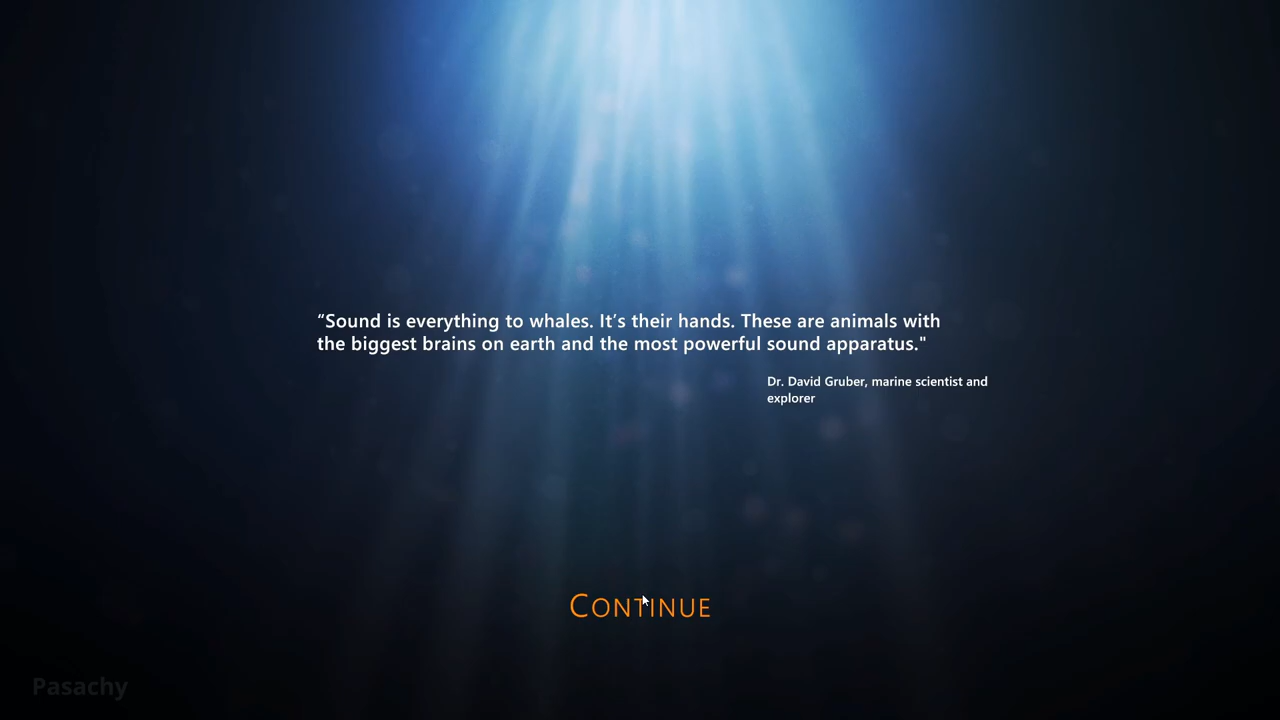 “Sound is everything to whales. It’s their hands. These are animals with
the biggest brains on earth and the most powerful sound apparatus."
Dr. David Gruber, marine scientist and
explorer
CONTINUE
Pasachy